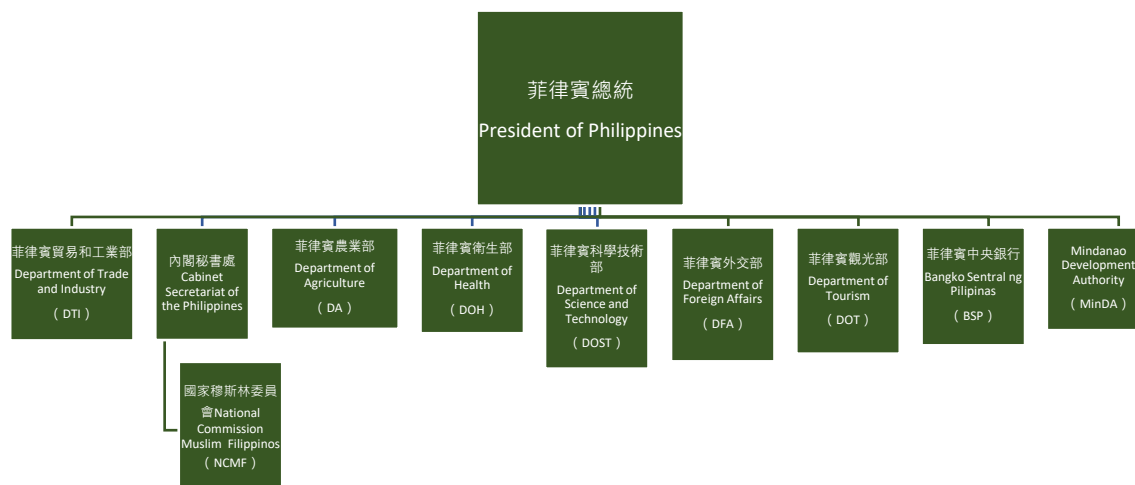 菲律賓總統
President of Philippines
菲律賓貿易和工業部
Department of Trade
and Industry
（DTI）
內閣秘書處
Cabinet
Secretariat of
the Philippines
菲律賓農業部
Department of
Agriculture
（DA）
菲律賓衛生部
Department of
Health
（DOH）
菲律賓科學技術
部
Department of
Science and
Technology
（DOST）
菲律賓外交部
Department of
Foreign Affairs
（DFA）
菲律賓觀光部
Department of
Tourism
（DOT）
菲律賓中央銀行
Bangko Sentral ng
Pilipinas
（BSP）
Mindanao
Development
Authority
（MinDA）
國家穆斯林委員
會National
Commission
Muslim Filippinos
（NCMF）